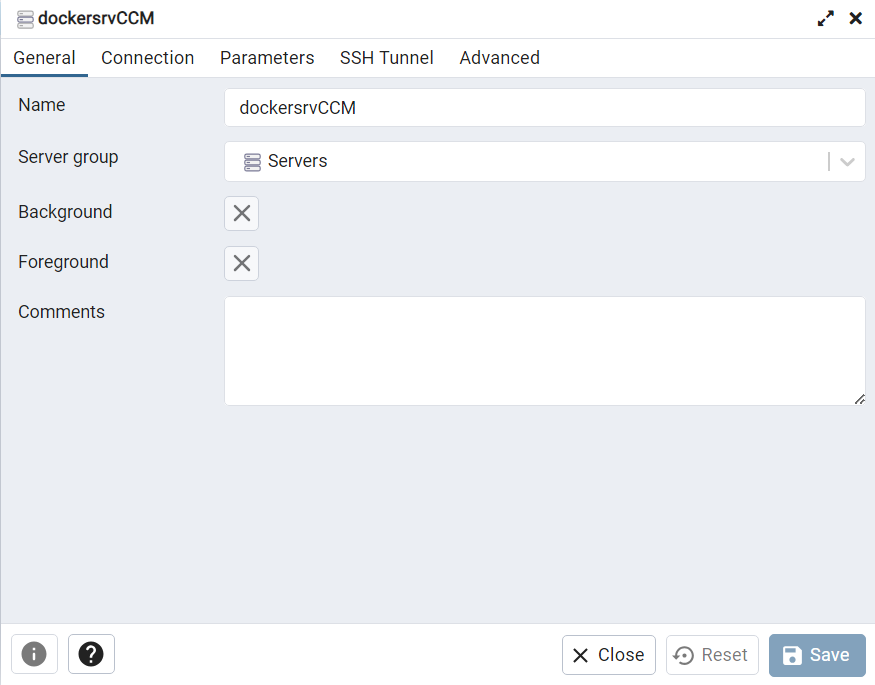 dockersrvCCM
General Connection Parameters SSH Tunnel Advanced
Name dockersrvCCM
Server group Servers
Background
Foreground
Comments
Close Reset Save